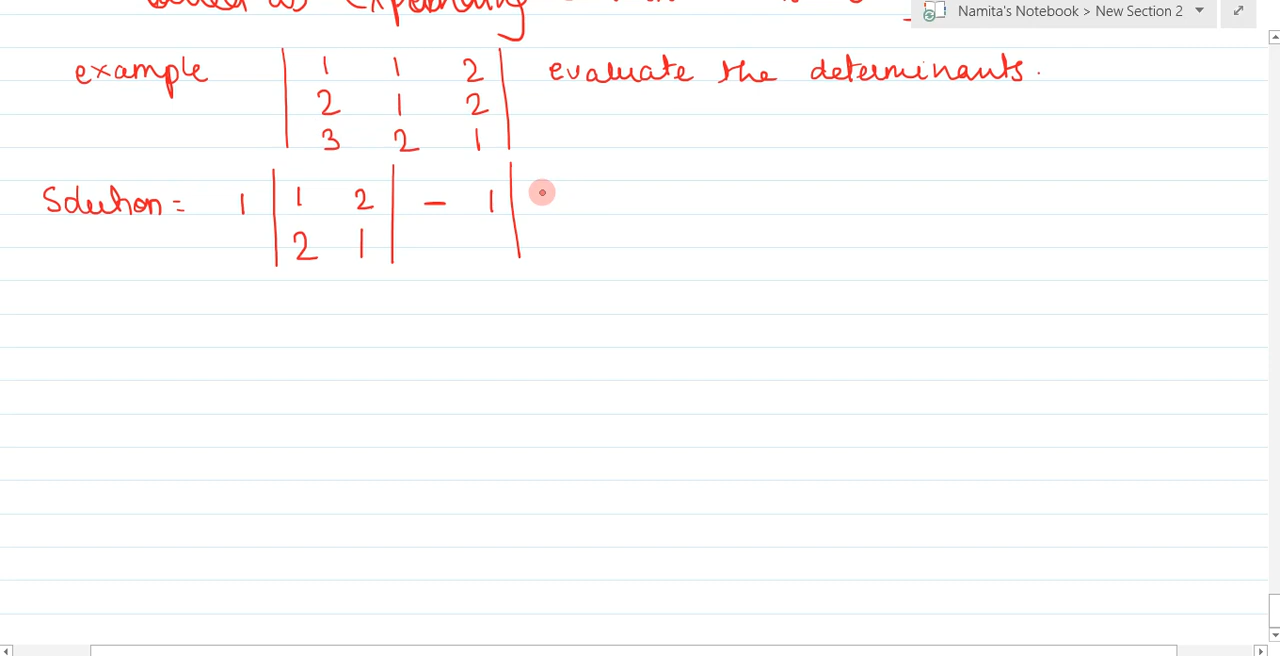 Namita's Notebook > New Section 2
expanding
example | 1 1 2 | evaluate the determinants.
| 2 1 2 |
| 3 2 1 |
Solution = 1 | 1 2 | - 1 |
| 2 1 |